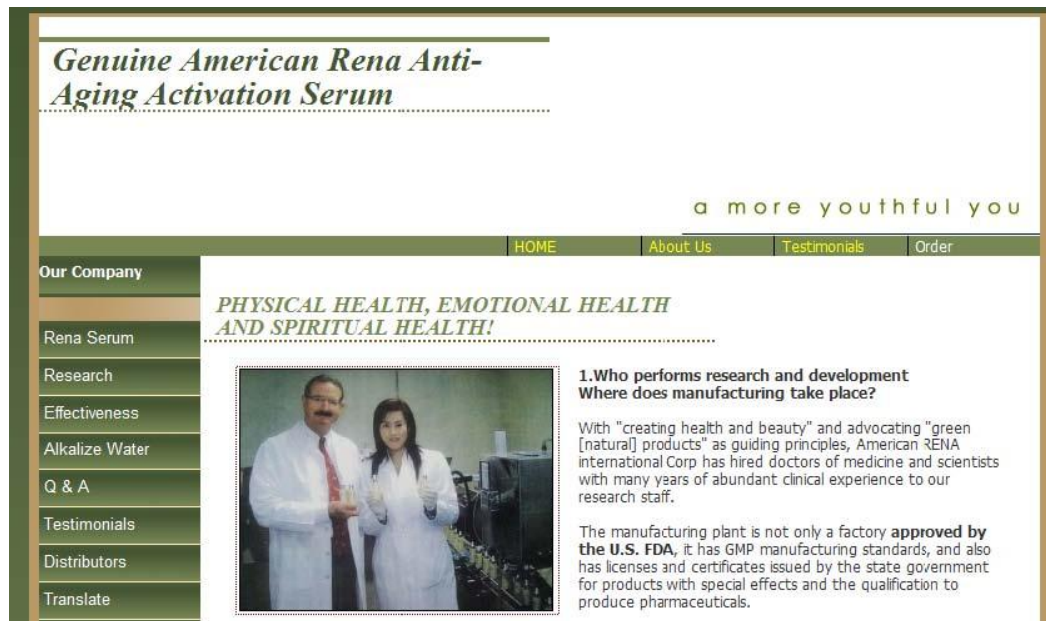 Genuine American Rena Anti-
Aging Activation Serum
a more youthful you
HOME About Us Testimonials Order
Our Company
Rena Serum
Research
Effectiveness
Alkalize Water
Q & A
Testimonials
Distributors
Translate
PHYSICAL HEALTH, EMOTIONAL HEALTH
AND SPIRITUAL HEALTH!
1.Who performs research and development
Where does manufacturing take place?
With "creating health and beauty" and advocating "green
[natural] products" as guiding principles, American RENA
international Corp has hired doctors of medicine and scientists
with many years of abundant clinical experience to our
research staff.
The manufacturing plant is not only a factory approved by
the U.S. FDA, it has GMP manufacturing standards, and also
has licenses and certificates issued by the state government
for products with special effects and the qualification to
produce pharmaceuticals.